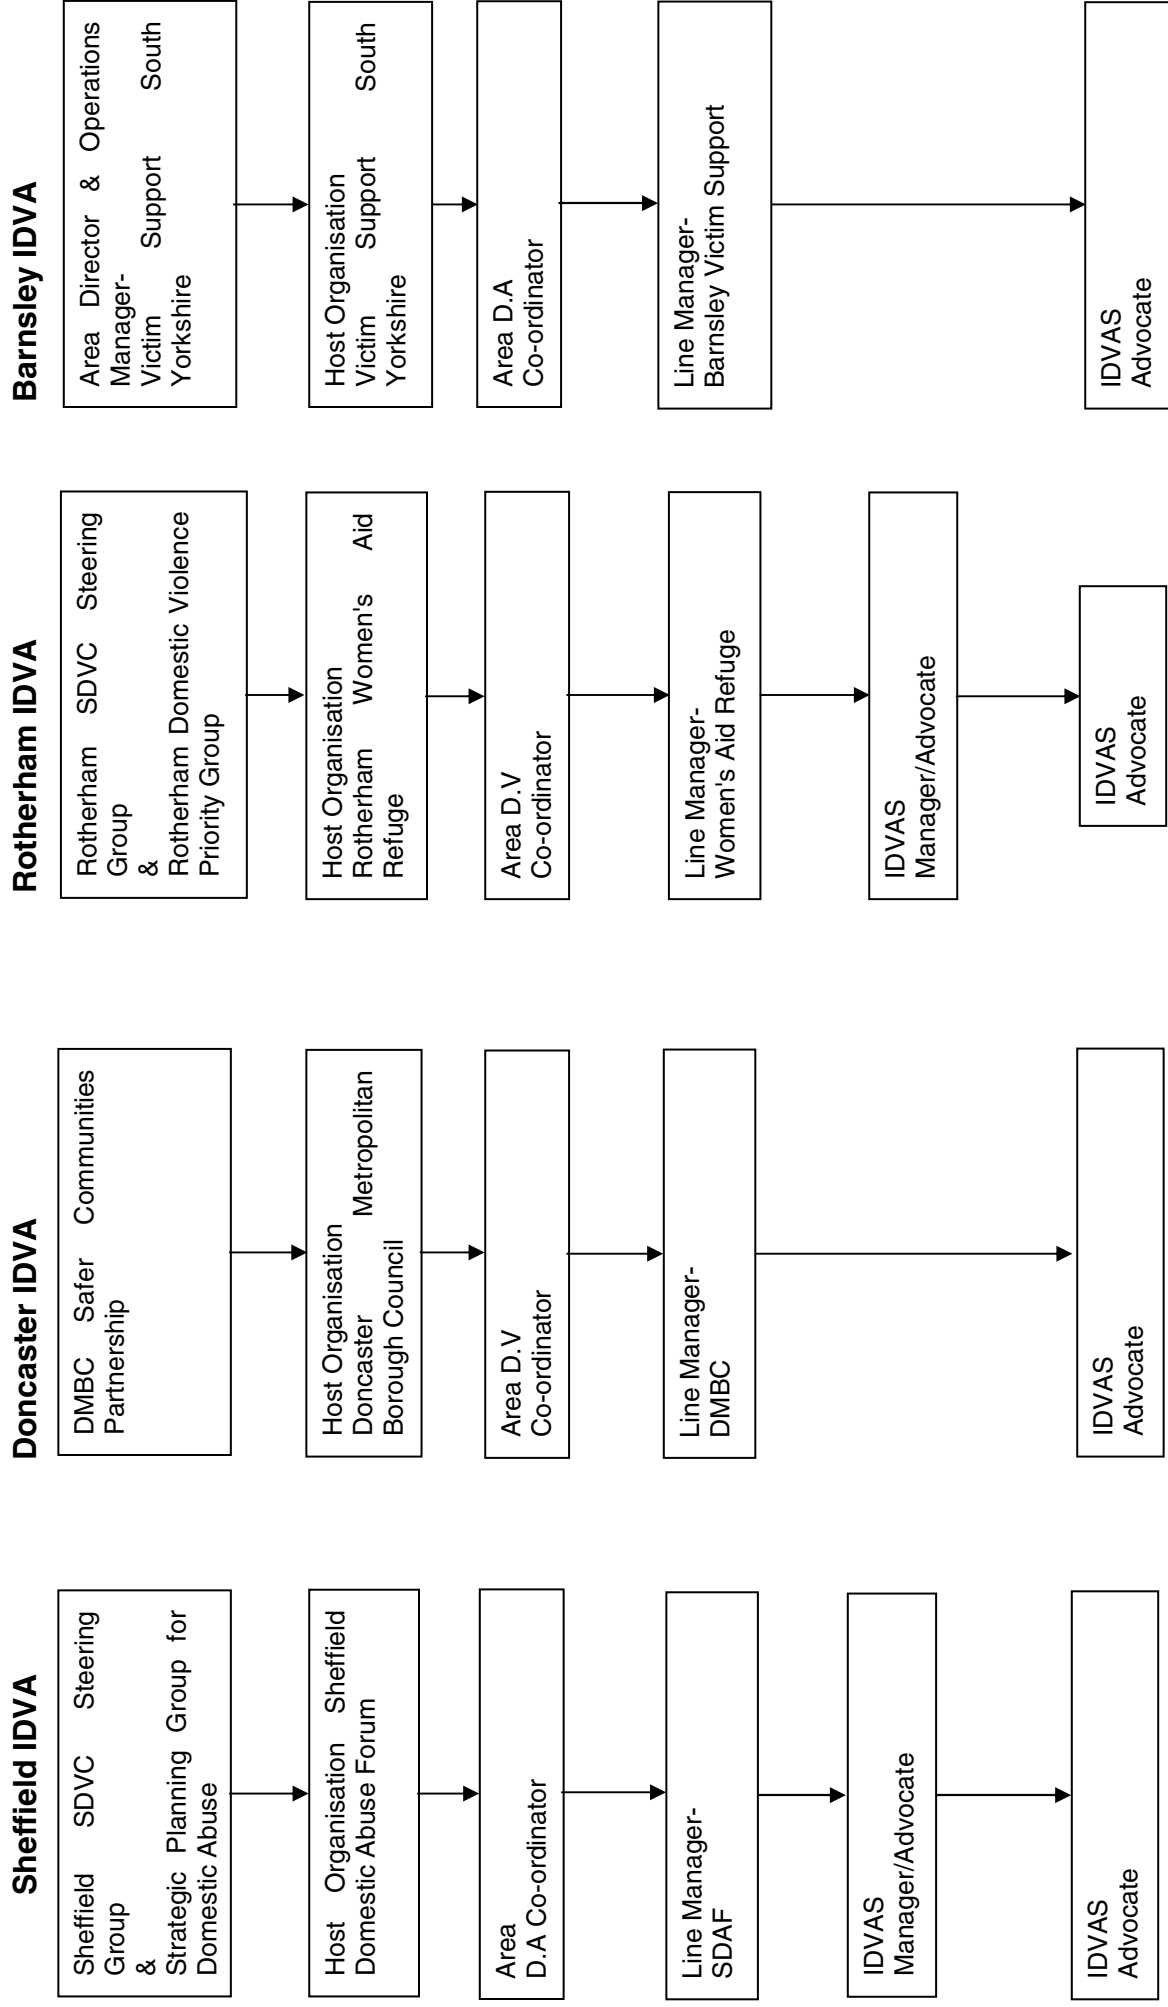 Sheffield IDVA
Sheffield SDVC Steering
Group
&
Strategic Planning Group for
Domestic Abuse
Host Organisation Sheffield
Domestic Abuse Forum
Area
D.A Co-ordinator
Line Manager-
SDAF
IDVAS
Manager/Advocate
IDVAS
Advocate
Doncaster IDVA
DMBC Safer Communities
Partnership
Host Organisation
Doncaster Metropolitan
Borough Council
Area D.V
Co-ordinator
Line Manager-
DMBC
IDVAS
Advocate
Rotherham IDVA
Rotherham SDVC Steering
Group
&
Rotherham Domestic Violence
Priority Group
Host Organisation
Rotherham Women's Aid
Refuge
Area D.V
Co-ordinator
Line Manager-
Women's Aid Refuge
IDVAS
Manager/Advocate
IDVAS
Advocate
Barnsley IDVA
Area Director & Operations
Manager-
Victim Support South
Yorkshire
Host Organisation
Victim Support South
Yorkshire
Area D.A
Co-ordinator
Line Manager-
Barnsley Victim Support
IDVAS
Advocate